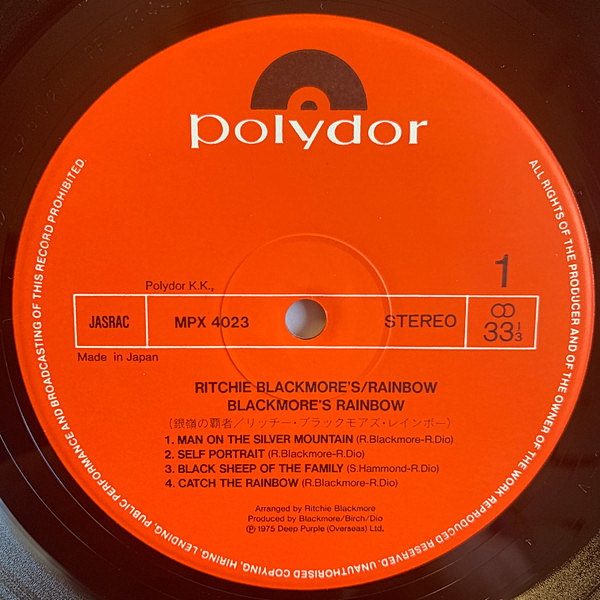 polydor
ALL RIGHTS OF THE PRODUCER AND OF THE OWNER OF THE WORK REPRODUCED RESERVED. UNAUTHORISED COPYING, HIRING, LENDING, PUBLIC PERFORMANCE AND BROADCASTING OF THIS RECORD PROHIBITED.
1
Polydor K.K.,
JASRAC MPX 4023 STEREO 33 1/3
Made in Japan
RITCHIE BLACKMORE'S/RAINBOW
BLACKMORE'S RAINBOW
(銀嶺の覇者/リッチー・ブラックモアズ・レインボー)
1. MAN ON THE SILVER MOUNTAIN (R.Blackmore-R.Dio)
2. SELF PORTRAIT (R.Blackmore-R.Dio)
3. BLACK SHEEP OF THE FAMILY (S.Hammond-R.Dio)
4. CATCH THE RAINBOW (R.Blackmore-R.Dio)
Arranged by Ritchie Blackmore
Produced by Blackmore/Birch/Dio
℗ 1975 Deep Purple (Overseas) Ltd.